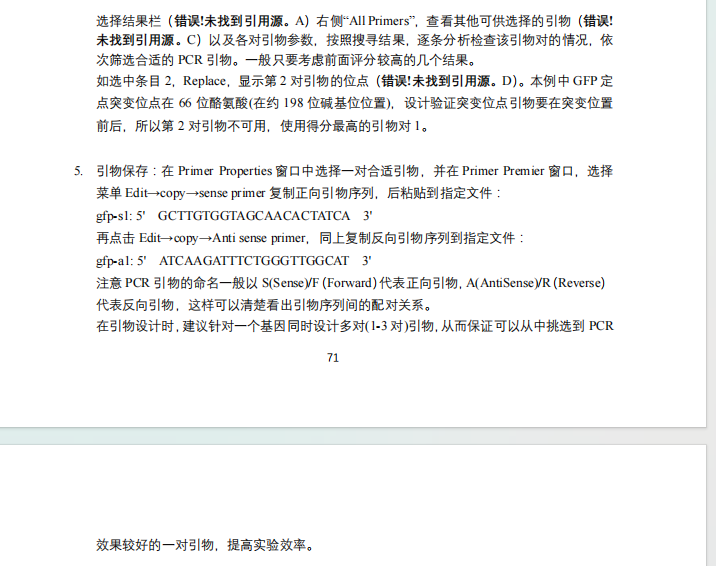 选择结果栏（错误!未找到引用源。A）右侧“All Primers”，查看其他可供选择的引物（错误!
未找到引用源。C）以及各对引物参数，按照搜寻结果，逐条分析检查该引物对的情况，依
次筛选合适的 PCR 引物。一般只要考虑前面评分较高的几个结果。
如选中条目 2，Replace，显示第 2 对引物的位点（错误!未找到引用源。D）。本例中 GFP 定
点突变位点在 66 位酪氨酸(在约 198 位碱基位位置)，设计验证突变位点引物要在突变位置
前后，所以第 2 对引物不可用，使用得分最高的引物对 1。
5. 引物保存：在 Primer Properties 窗口中选择一对合适引物，并在 Primer Premier 窗口，选择
菜单 Edit→copy→sense primer 复制正向引物序列，后粘贴到指定文件：
gfp-s1: 5' GCTTGTGGTAGCAACACTATCA 3'
再点击 Edit→copy→Anti sense primer，同上复制反向引物序列到指定文件：
gfp-a1: 5' ATCAAGATTTCTGGGTTGGCAT 3'
注意 PCR 引物的命名一般以 S(Sense)/F (Forward)代表正向引物, A(AntiSense)/R (Reverse)
代表反向引物，这样可以清楚看出引物序列间的配对关系。
在引物设计时, 建议针对一个基因同时设计多对(1-3 对)引物, 从而保证可以从中挑选到 PCR
71
效果较好的一对引物，提高实验效率。